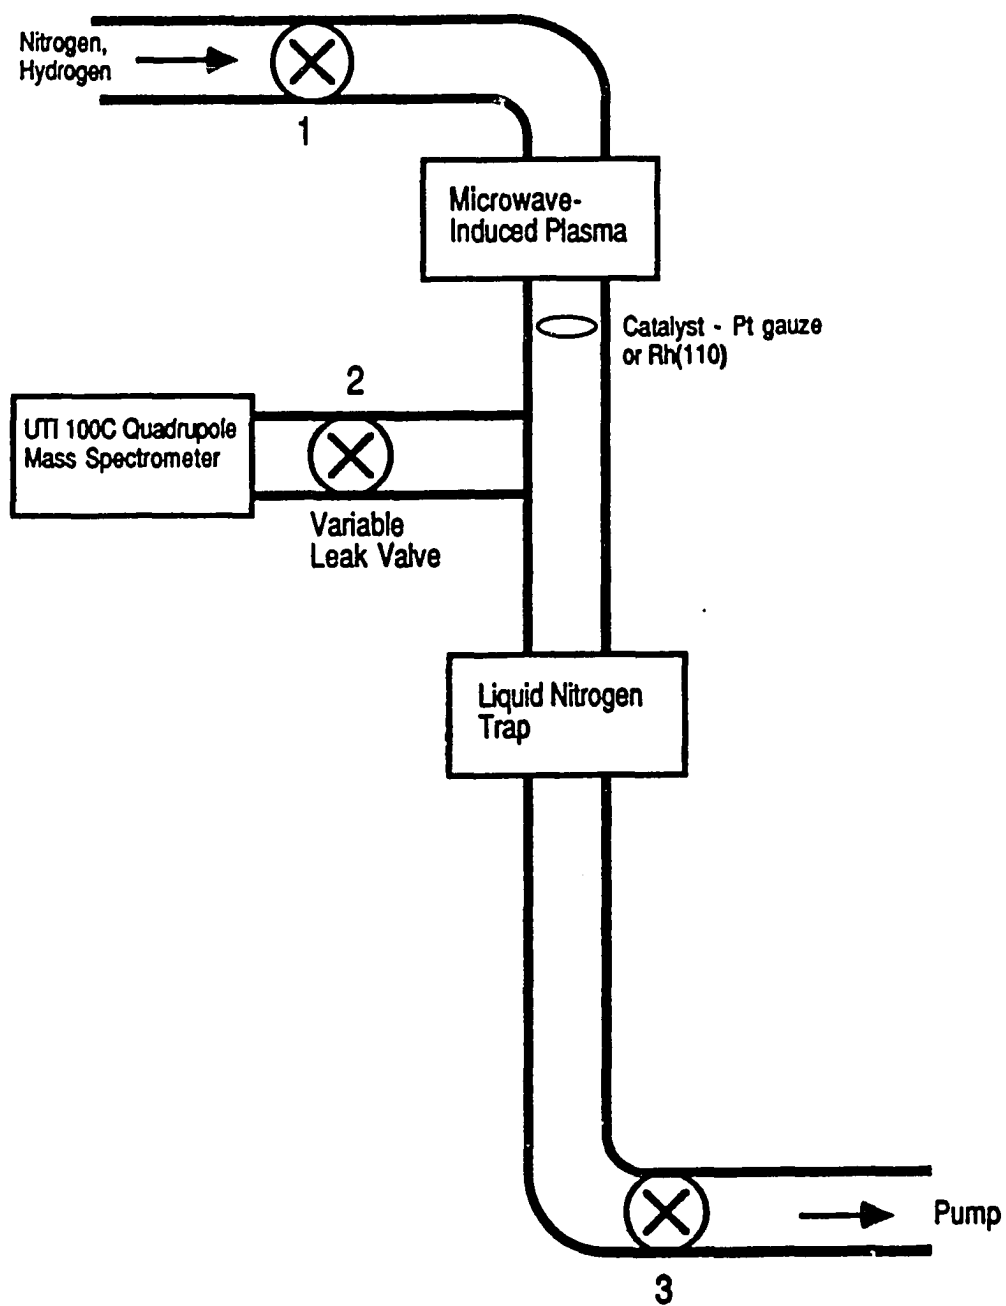 Nitrogen,
Hydrogen
1
Microwave-
Induced Plasma
Catalyst - Pt gauze
or Rh(110)
2
UTI 100C Quadrupole
Mass Spectrometer
Variable
Leak Valve
Liquid Nitrogen
Trap
Pump
3